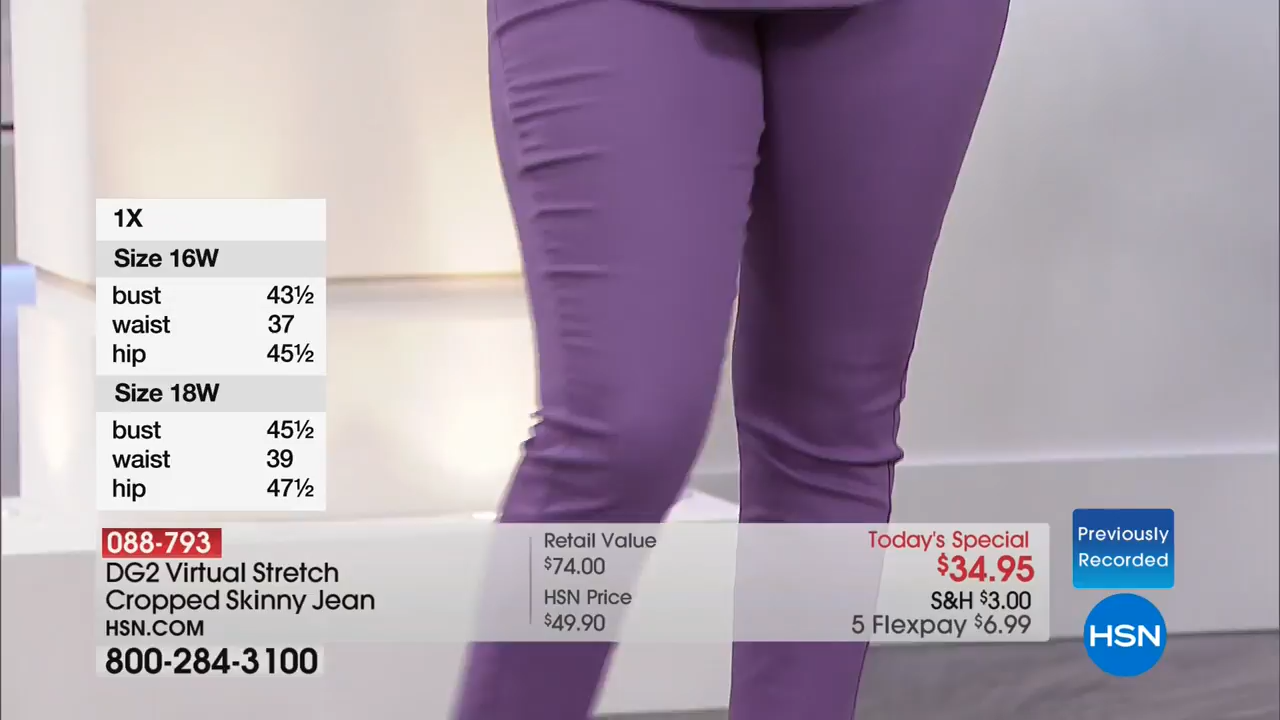 1X
Size 16W
bust 43½
waist 37
hip 45½
Size 18W
bust 45½
waist 39
hip 47½
088-793
DG2 Virtual Stretch
Cropped Skinny Jean
HSN.COM
800-284-3100
Retail Value
$74.00
HSN Price
$49.90
Today's Special
$34.95
S&H $3.00
5 Flexpay $6.99
Previously
Recorded
HSN